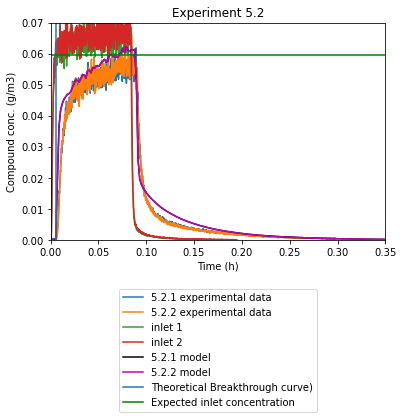 Experiment 5.2
Compound conc. (g/m3)
0.07
0.06
0.05
0.04
0.03
0.02
0.01
0.00
0.00 0.05 0.10 0.15 0.20 0.25 0.30 0.35
Time (h)
5.2.1 experimental data
5.2.2 experimental data
inlet 1
inlet 2
5.2.1 model
5.2.2 model
Theoretical Breakthrough curve)
Expected inlet concentration